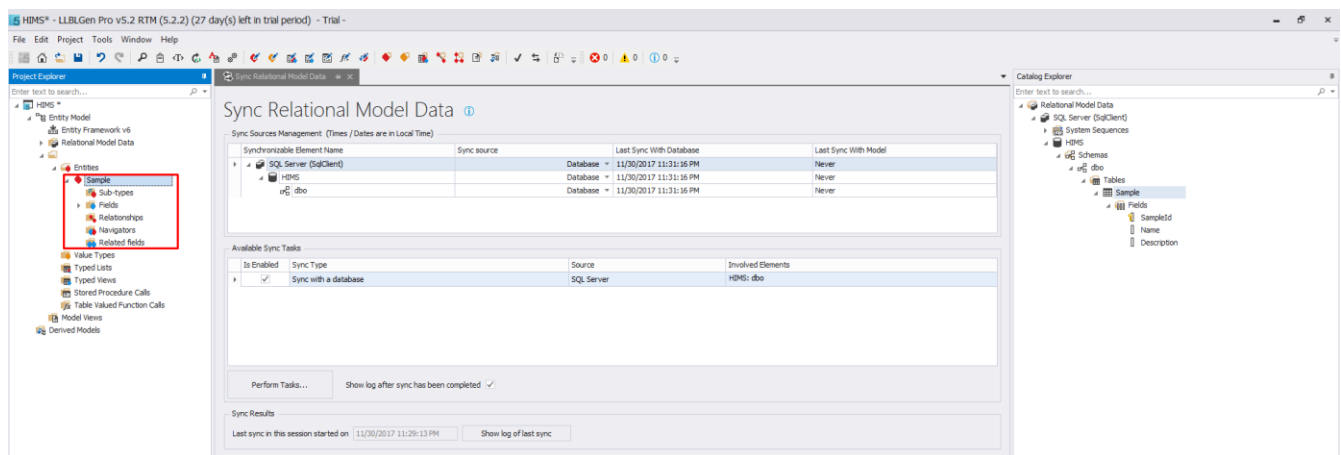 HIMS* - LLBLGen Pro v5.2 RTM (5.2.2) (27 day(s) left in trial period) - Trial -
File Edit Project Tools Window Help
0 0 0
Project Explorer
Enter text to search...
HIMS *
Entity Model
Entity Framework v6
Relational Model Data
Entities
Sample
Sub-types
Fields
Relationships
Navigators
Related fields
Value Types
Typed Lists
Typed Views
Stored Procedure Calls
Table Valued Function Calls
Model Views
Derived Models
Sync Relational Model Data
Sync Relational Model Data
Sync Sources Management (Times / Dates are in Local Time)
Synchronizable Element Name Sync source Last Sync With Database Last Sync With Model
SQL Server (SqlClient) Database 11/30/2017 11:31:16 PM Never
HIMS Database 11/30/2017 11:31:16 PM Never
dbo Database 11/30/2017 11:31:16 PM Never
Available Sync Tasks
Is Enabled Sync Type Source Involved Elements
Sync with a database SQL Server HIMS: dbo
Perform Tasks... Show log after sync has been completed
Sync Results
Last sync in this session started on 11/30/2017 11:29:13 PM Show log of last sync
Catalog Explorer
Enter text to search...
Relational Model Data
SQL Server (SqlClient)
System Sequences
HIMS
Schemas
dbo
Tables
Sample
Fields
SampleId
Name
Description